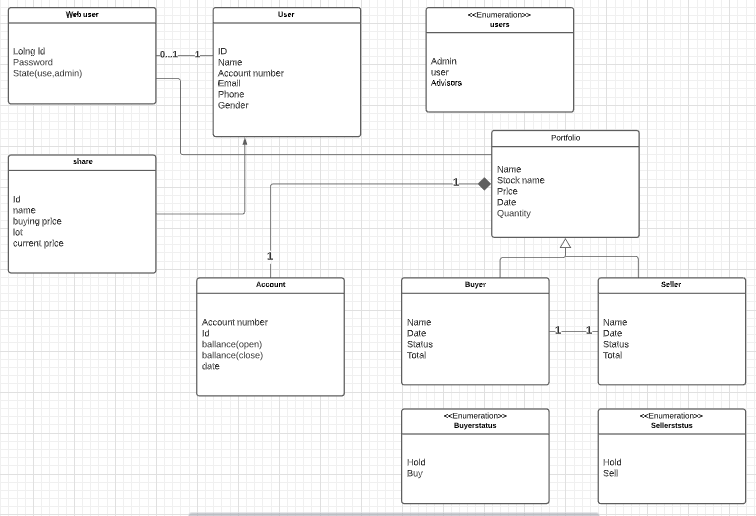 Web user
Loing Id
Password
State(use,admin)
0...1
1
User
ID
Name
Account number
Email
Phone
Gender
<<Enumeration>>
users
Admin
user
Advisors
share
Id
name
buying price
lot
current price
Portfolio
Name
Stock name
Price
Date
Quantity
1
1
Account
Account number
Id
ballance(open)
ballance(close)
date
Buyer
Name
Date
Status
Total
1
1
Seller
Name
Date
Status
Total
<<Enumeration>>
Buyerstatus
Hold
Buy
<<Enumeration>>
Sellerststus
Hold
Sell